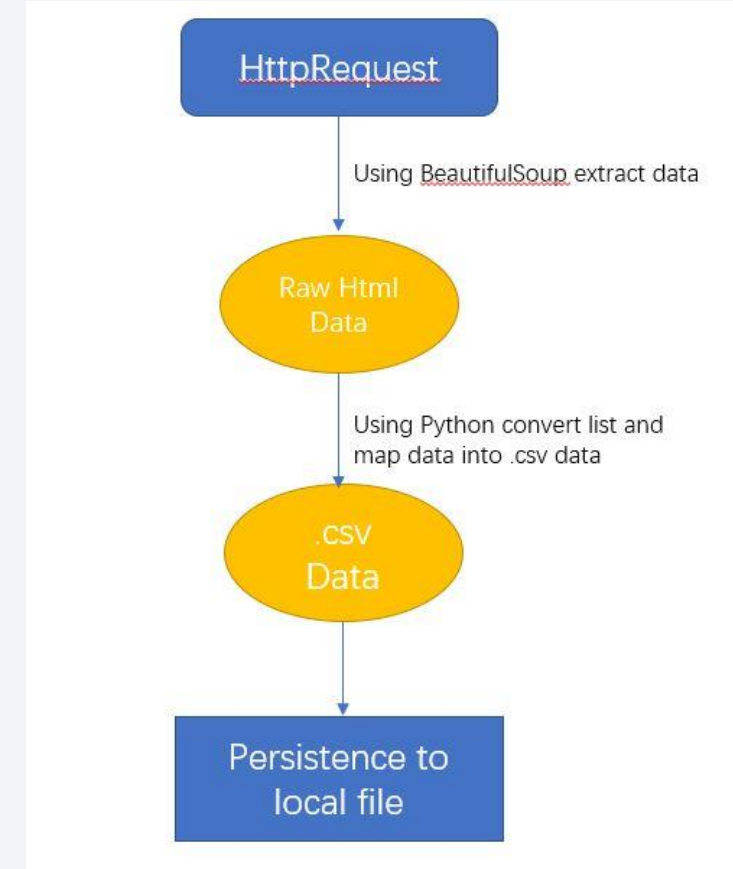 HttpRequest
Using BeautifulSoup extract data
Raw Html
Data
Using Python convert list and
map data into .csv data
.csv
Data
Persistence to
local file